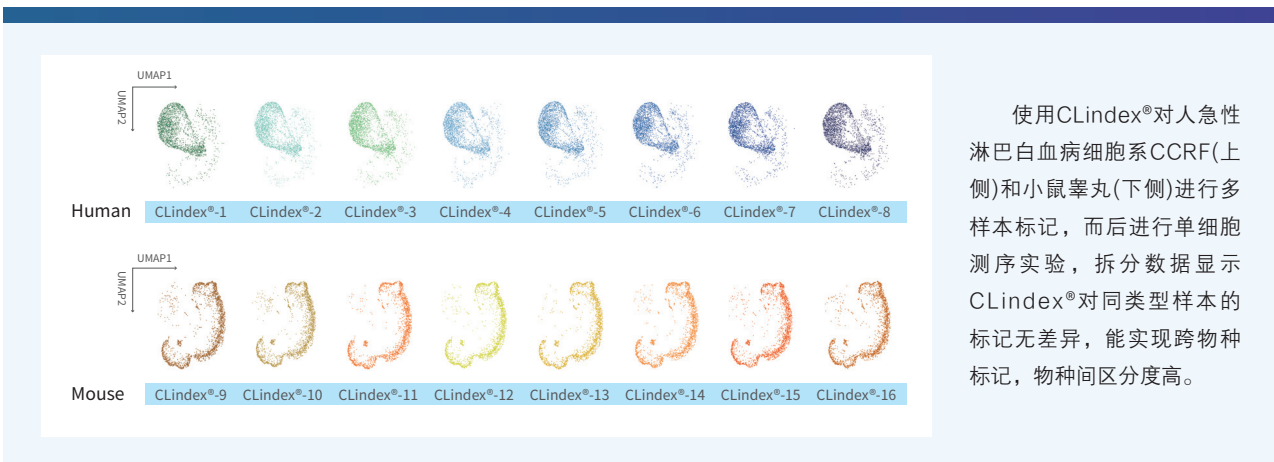 UMAP1
UMAP2
Human
CLindex®-1 CLindex®-2 CLindex®-3 CLindex®-4 CLindex®-5 CLindex®-6 CLindex®-7 CLindex®-8
UMAP1
UMAP2
Mouse
CLindex®-9 CLindex®-10 CLindex®-11 CLindex®-12 CLindex®-13 CLindex®-14 CLindex®-15 CLindex®-16
使用CLindex®对人急性
淋巴白血病细胞系CCRF(上
侧)和小鼠睾丸(下侧)进行多
样本标记，而后进行单细胞
测序实验，拆分数据显示
CLindex®对同类型样本的
标记无差异，能实现跨物种
标记，物种间区分度高。